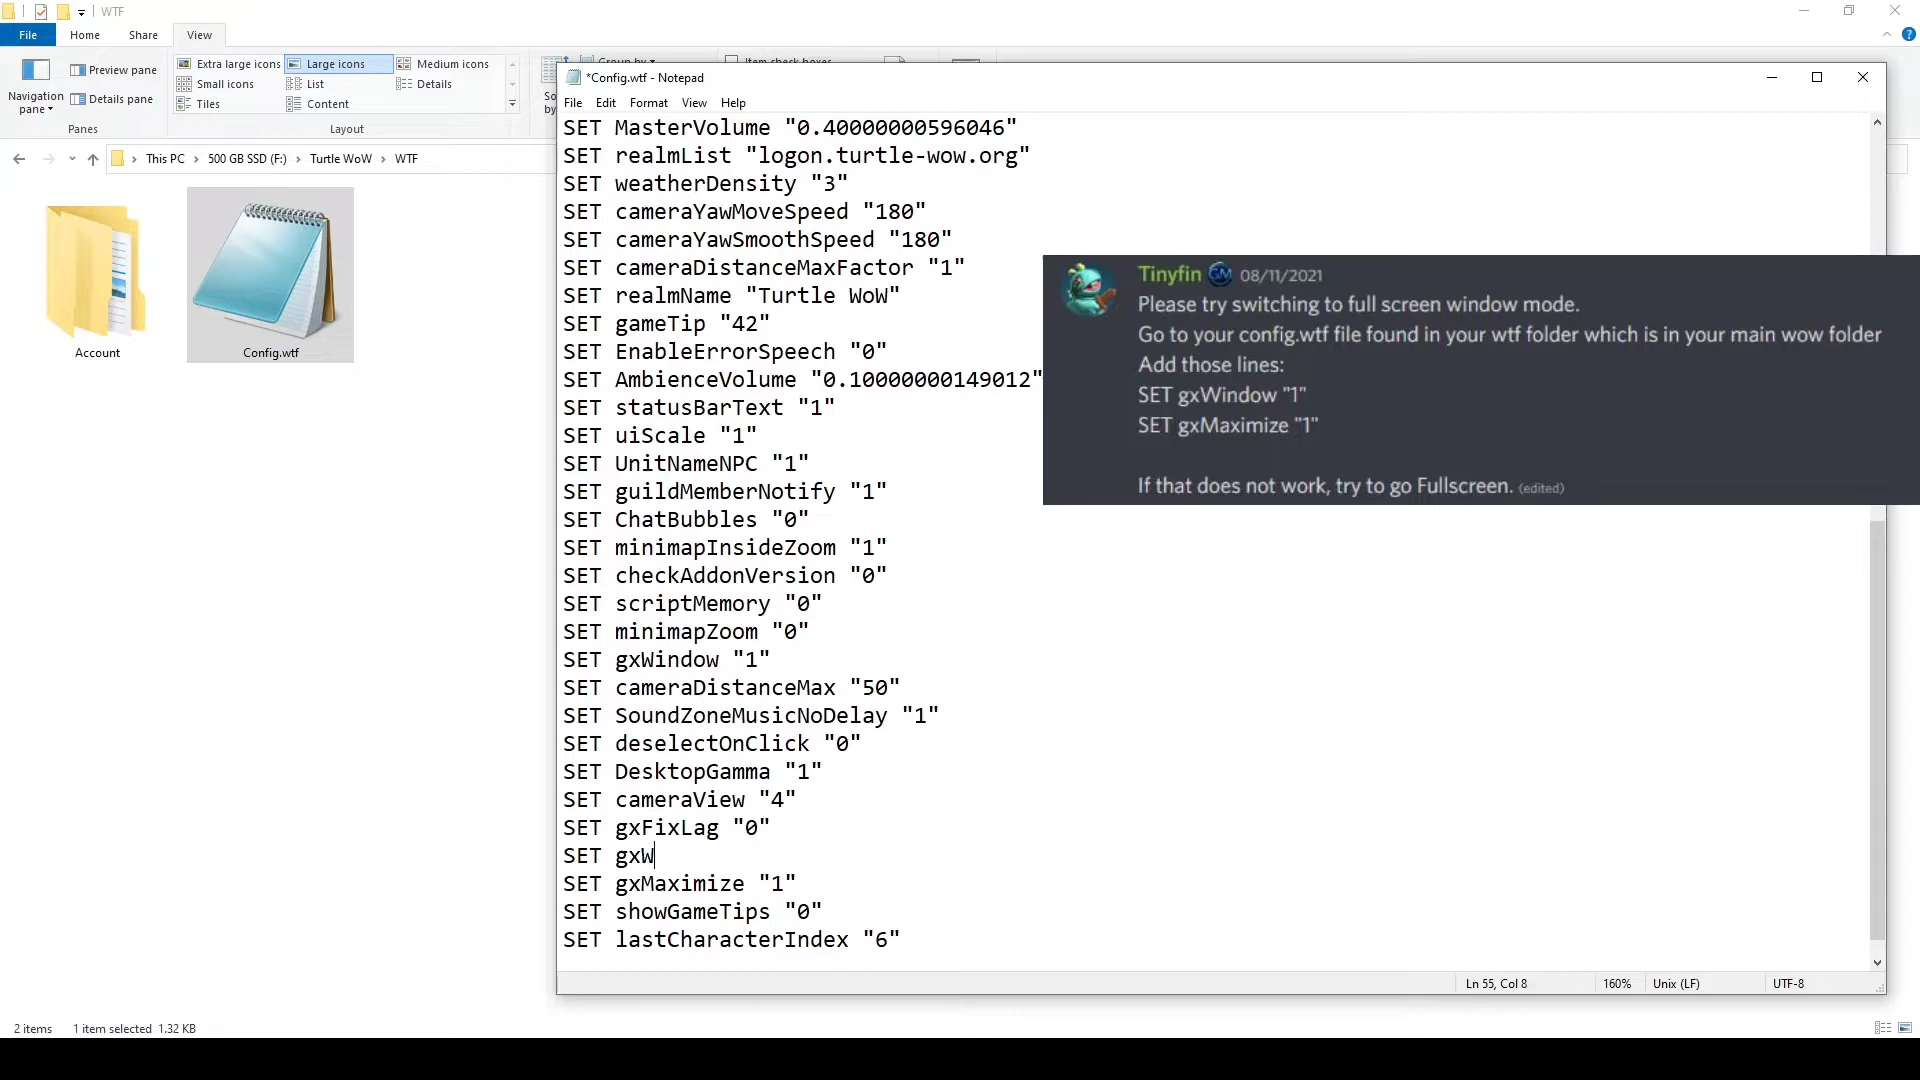 WTF
File
Home
Share
View
Navigation
pane
Preview pane
Details pane
Panes
Extra large icons
Large icons
Medium icons
Small icons
List
Details
Tiles
Content
Layout
This PC > 500 GB SSD (F:) > Turtle WoW > WTF
Account
Config.wtf
2 items
1 item selected 1.32 KB
*Config.wtf - Notepad
File
Edit
Format
View
Help
SET MasterVolume "0.40000000596046"
SET realmList "logon.turtle-wow.org"
SET weatherDensity "3"
SET cameraYawMoveSpeed "180"
SET cameraYawSmoothSpeed "180"
SET cameraDistanceMaxFactor "1"
SET realmName "Turtle WoW"
SET gameTip "42"
SET EnableErrorSpeech "0"
SET AmbienceVolume "0.10000000149012"
SET statusBarText "1"
SET uiScale "1"
SET UnitNameNPC "1"
SET guildMemberNotify "1"
SET ChatBubbles "0"
SET minimapInsideZoom "1"
SET checkAddonVersion "0"
SET scriptMemory "0"
SET minimapZoom "0"
SET gxWindow "1"
SET cameraDistanceMax "50"
SET SoundZoneMusicNoDelay "1"
SET deselectOnClick "0"
SET DesktopGamma "1"
SET cameraView "4"
SET gxFixLag "0"
SET gxW
SET gxMaximize "1"
SET showGameTips "0"
SET lastCharacterIndex "6"
Ln 55, Col 8
160%
Unix (LF)
UTF-8
Tinyfin GM 08/11/2021
Please try switching to full screen window mode.
Go to your config.wtf file found in your wtf folder which is in your main wow folder
Add those lines:
SET gxWindow "1"
SET gxMaximize "1"
If that does not work, try to go Fullscreen. (edited)